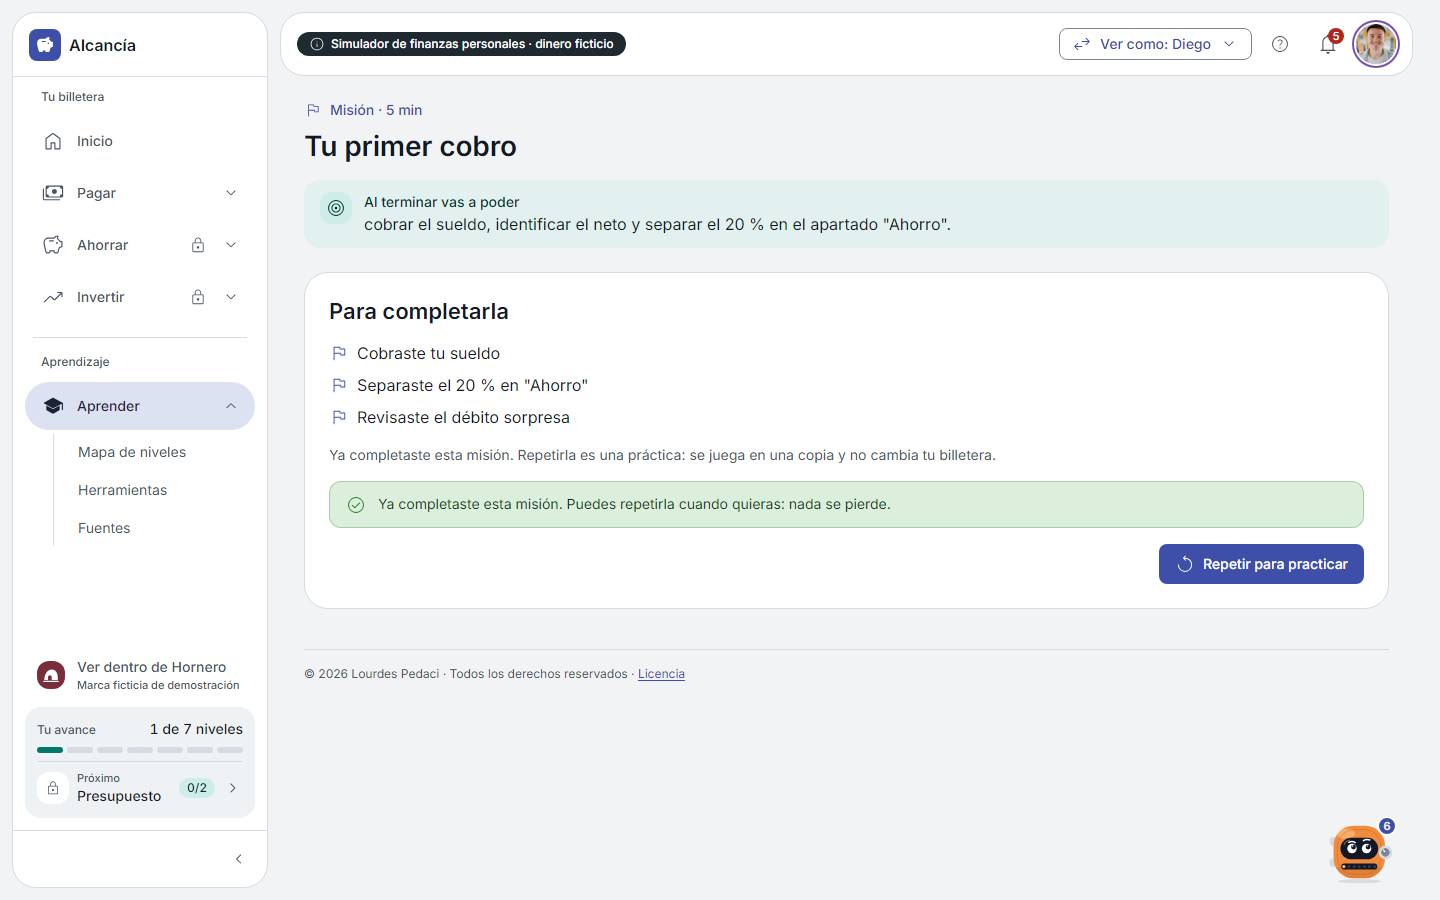 Alcancía
Simulador de finanzas personales · dinero ficticio
Ver como: Diego
5
Tu billetera
Inicio
Pagar
Ahorrar
Invertir
Aprendizaje
Aprender
Mapa de niveles
Herramientas
Fuentes
Ver dentro de Hornero
Marca ficticia de demostración
Tu avance
1 de 7 niveles
Próximo
Presupuesto
0/2
Misión · 5 min
Tu primer cobro
Al terminar vas a poder
cobrar el sueldo, identificar el neto y separar el 20 % en el apartado "Ahorro".
Para completarla
Cobraste tu sueldo
Separaste el 20 % en "Ahorro"
Revisaste el débito sorpresa
Ya completaste esta misión. Repetirla es una práctica: se juega en una copia y no cambia tu billetera.
Ya completaste esta misión. Puedes repetirla cuando quieras: nada se pierde.
Repetir para practicar
© 2026 Lourdes Pedaci · Todos los derechos reservados · Licencia
6